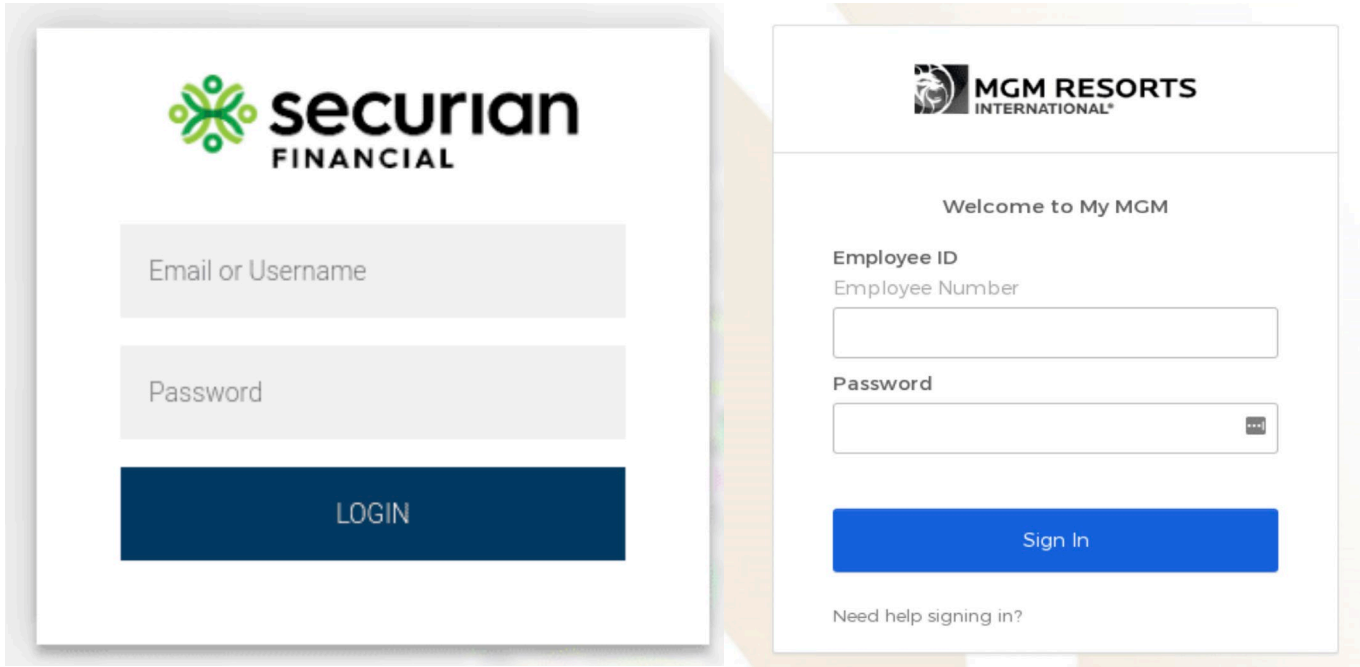 securian
FINANCIAL
Email or Username
Password
LOGIN
MGM RESORTS
INTERNATIONAL®
Welcome to My MGM
Employee ID
Employee Number
Password
Sign In
Need help signing in?